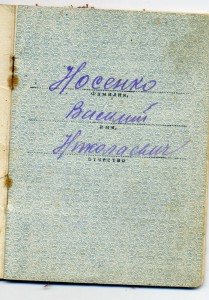 Носенко
Фамилия,
Василий
имя,
Николаевич
отчество